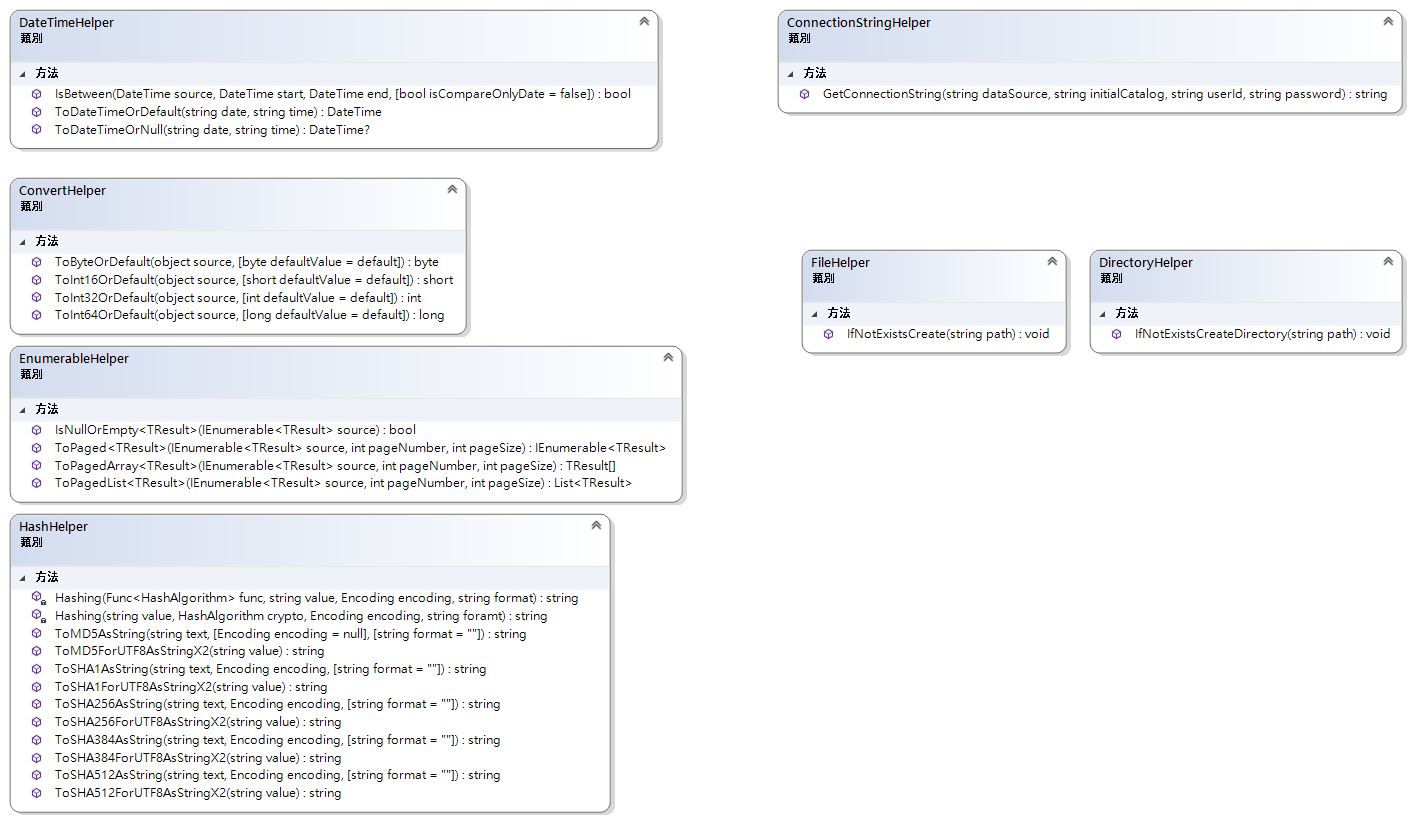 DateTimeHelper
類別
方法
IsBetween(DateTime source, DateTime start, DateTime end, [bool isCompareOnlyDate = false]) : bool
ToDateTimeOrDefault(string date, string time) : DateTime
ToDateTimeOrNull(string date, string time) : DateTime?
ConnectionStringHelper
類別
方法
GetConnectionString(string dataSource, string initialCatalog, string userId, string password) : string
ConvertHelper
類別
方法
ToByteOrDefault(object source, [byte defaultValue = default]) : byte
ToInt16OrDefault(object source, [short defaultValue = default]) : short
ToInt32OrDefault(object source, [int defaultValue = default]) : int
ToInt64OrDefault(object source, [long defaultValue = default]) : long
FileHelper
類別
方法
IfNotExistsCreate(string path) : void
DirectoryHelper
類別
方法
IfNotExistsCreateDirectory(string path) : void
EnumerableHelper
類別
方法
IsNullOrEmpty<TResult>(IEnumerable<TResult> source) : bool
ToPaged<TResult>(IEnumerable<TResult> source, int pageNumber, int pageSize) : IEnumerable<TResult>
ToPagedArray<TResult>(IEnumerable<TResult> source, int pageNumber, int pageSize) : TResult[]
ToPagedList<TResult>(IEnumerable<TResult> source, int pageNumber, int pageSize) : List<TResult>
HashHelper
類別
方法
Hashing(Func<HashAlgorithm> func, string value, Encoding encoding, string format) : string
Hashing(string value, HashAlgorithm crypto, Encoding encoding, string foramt) : string
ToMD5AsString(string text, [Encoding encoding = null], [string format = ""]) : string
ToMD5ForUTF8AsStringX2(string value) : string
ToSHA1AsString(string text, Encoding encoding, [string format = ""]) : string
ToSHA1ForUTF8AsStringX2(string value) : string
ToSHA256AsString(string text, Encoding encoding, [string format = ""]) : string
ToSHA256ForUTF8AsStringX2(string value) : string
ToSHA384AsString(string text, Encoding encoding, [string format = ""]) : string
ToSHA384ForUTF8AsStringX2(string value) : string
ToSHA512AsString(string text, Encoding encoding, [string format = ""]) : string
ToSHA512ForUTF8AsStringX2(string value) : string